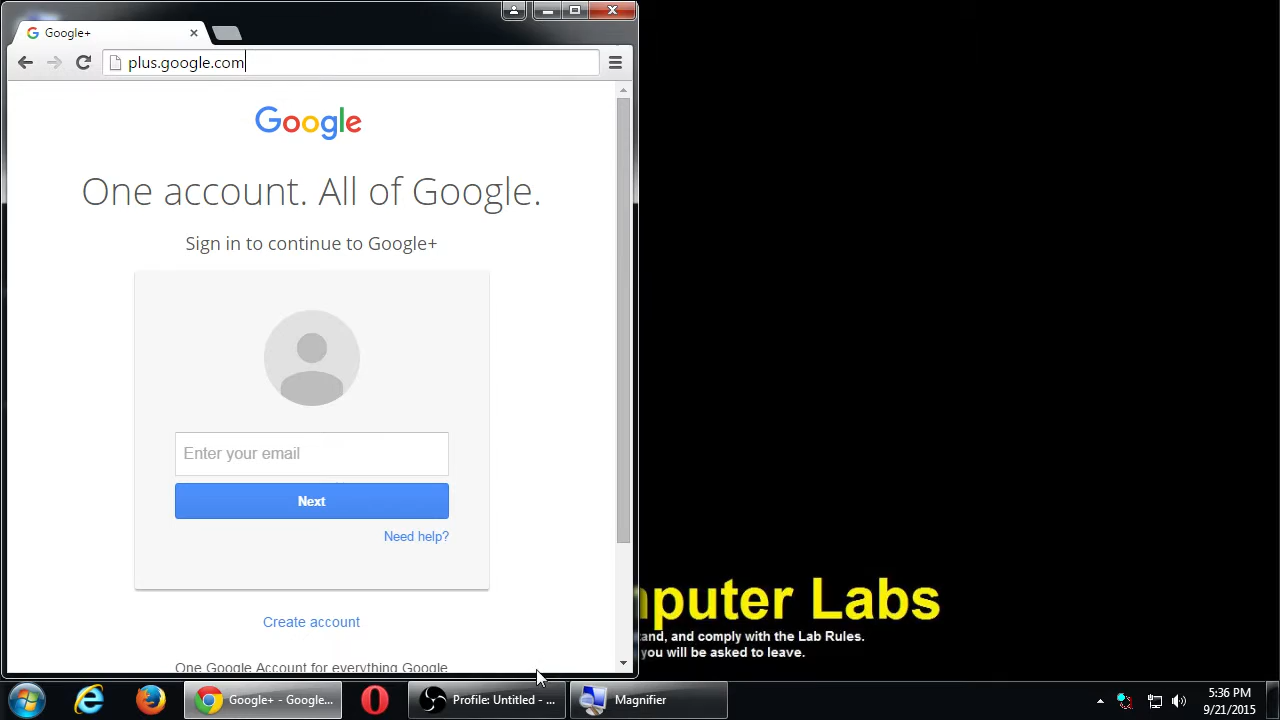 Google+
plus.google.com
Google
One account. All of Google.
Sign in to continue to Google+
Enter your email
Next
Need help?
Create account
One Google Account for everything Google
puter Labs
and, and comply with the Lab Rules.
you will be asked to leave.
Google+ - Google...
Profile: Untitled - ...
Magnifier
5:36 PM
9/21/2015